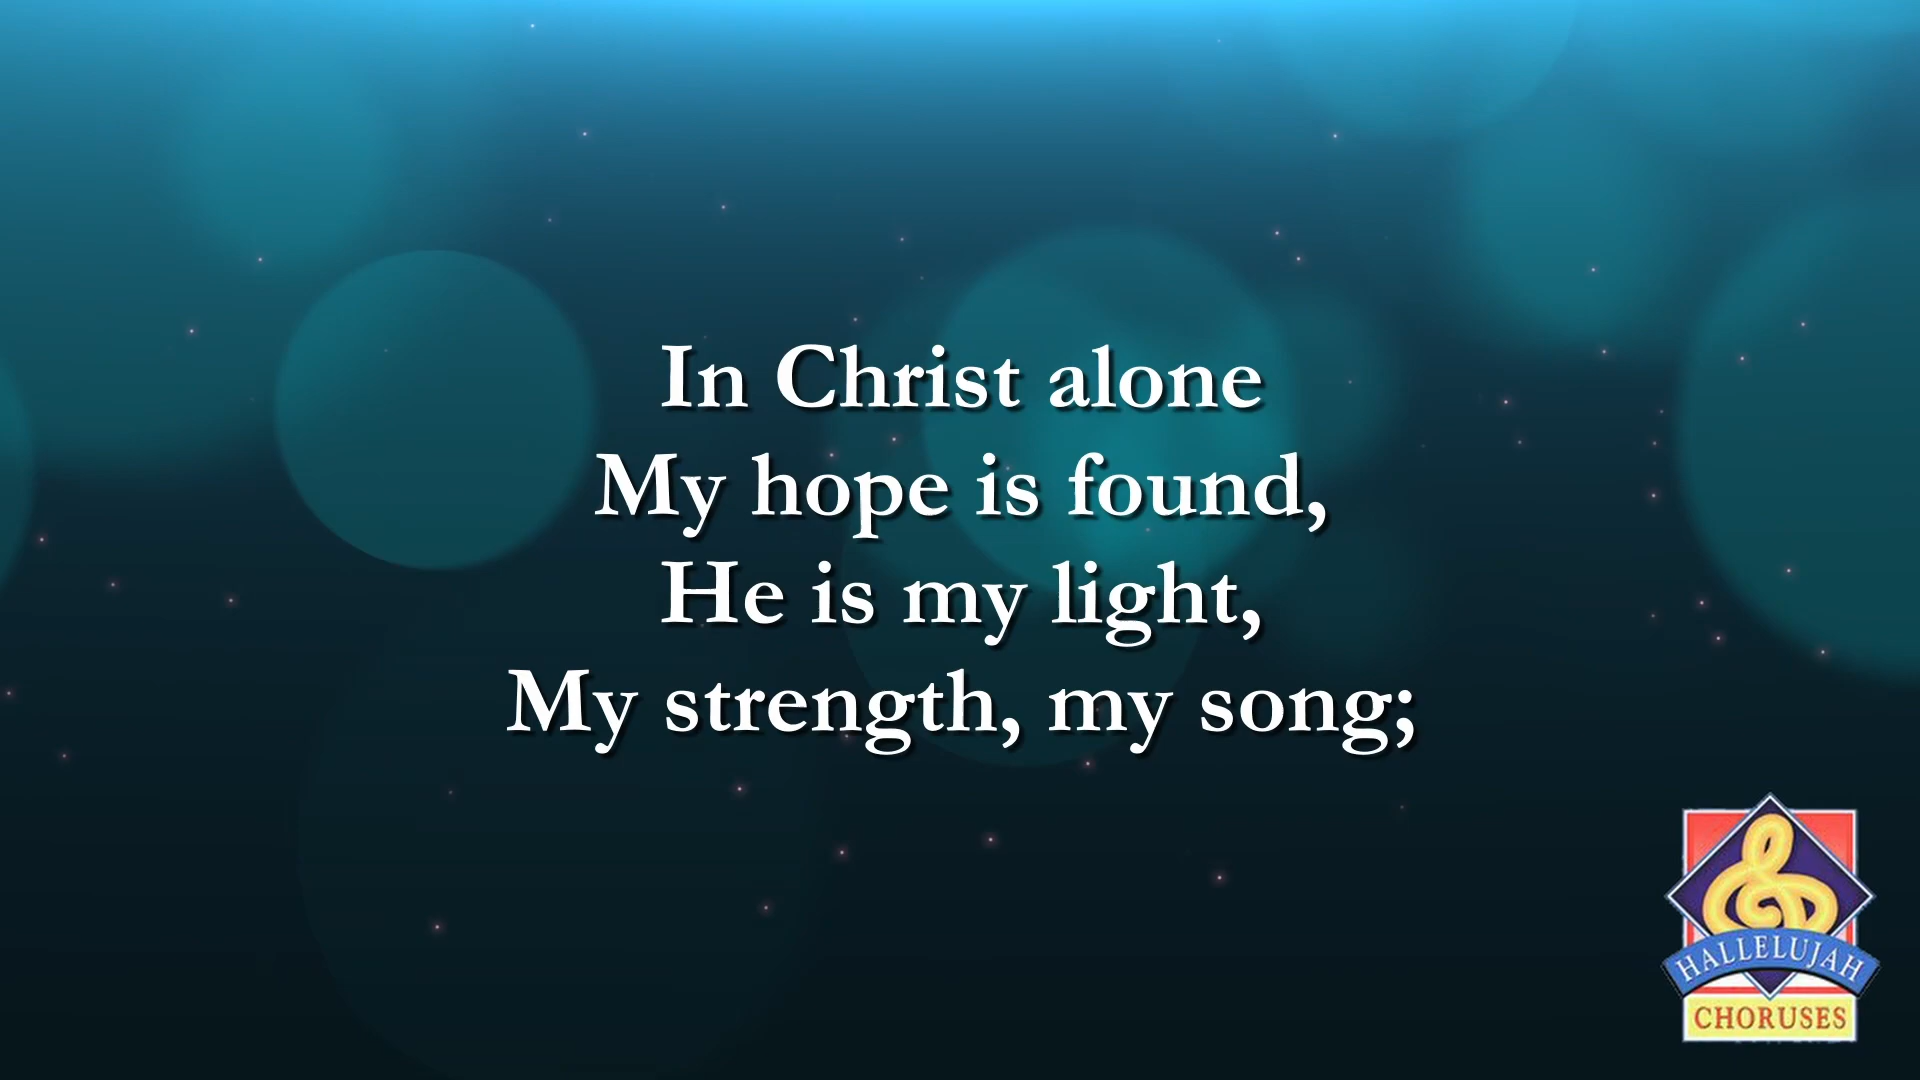 In Christ alone
My hope is found,
He is my light,
My strength, my song;
HALLELUJAH
CHORUSES